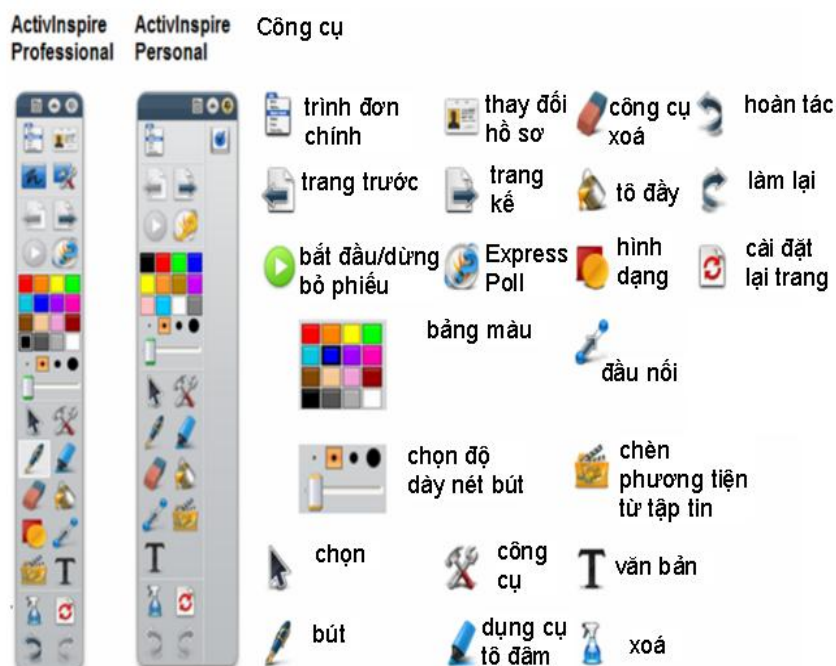 ActivInspire
Professional
ActivInspire
Personal
Công cụ
trình đơn
chính
thay đổi
hồ sơ
công cụ
xoá
hoàn tác
trang trước
trang
kế
tô đầy
làm lại
bắt đầu/dừng
bỏ phiếu
Express
Poll
hình
dạng
cài đặt
lại trang
bảng màu
đầu nối
chọn độ
dày nét bút
chèn
phương tiện
từ tập tin
chọn
công
cụ
T
văn bản
bút
dụng cụ
tô đâm
xoá